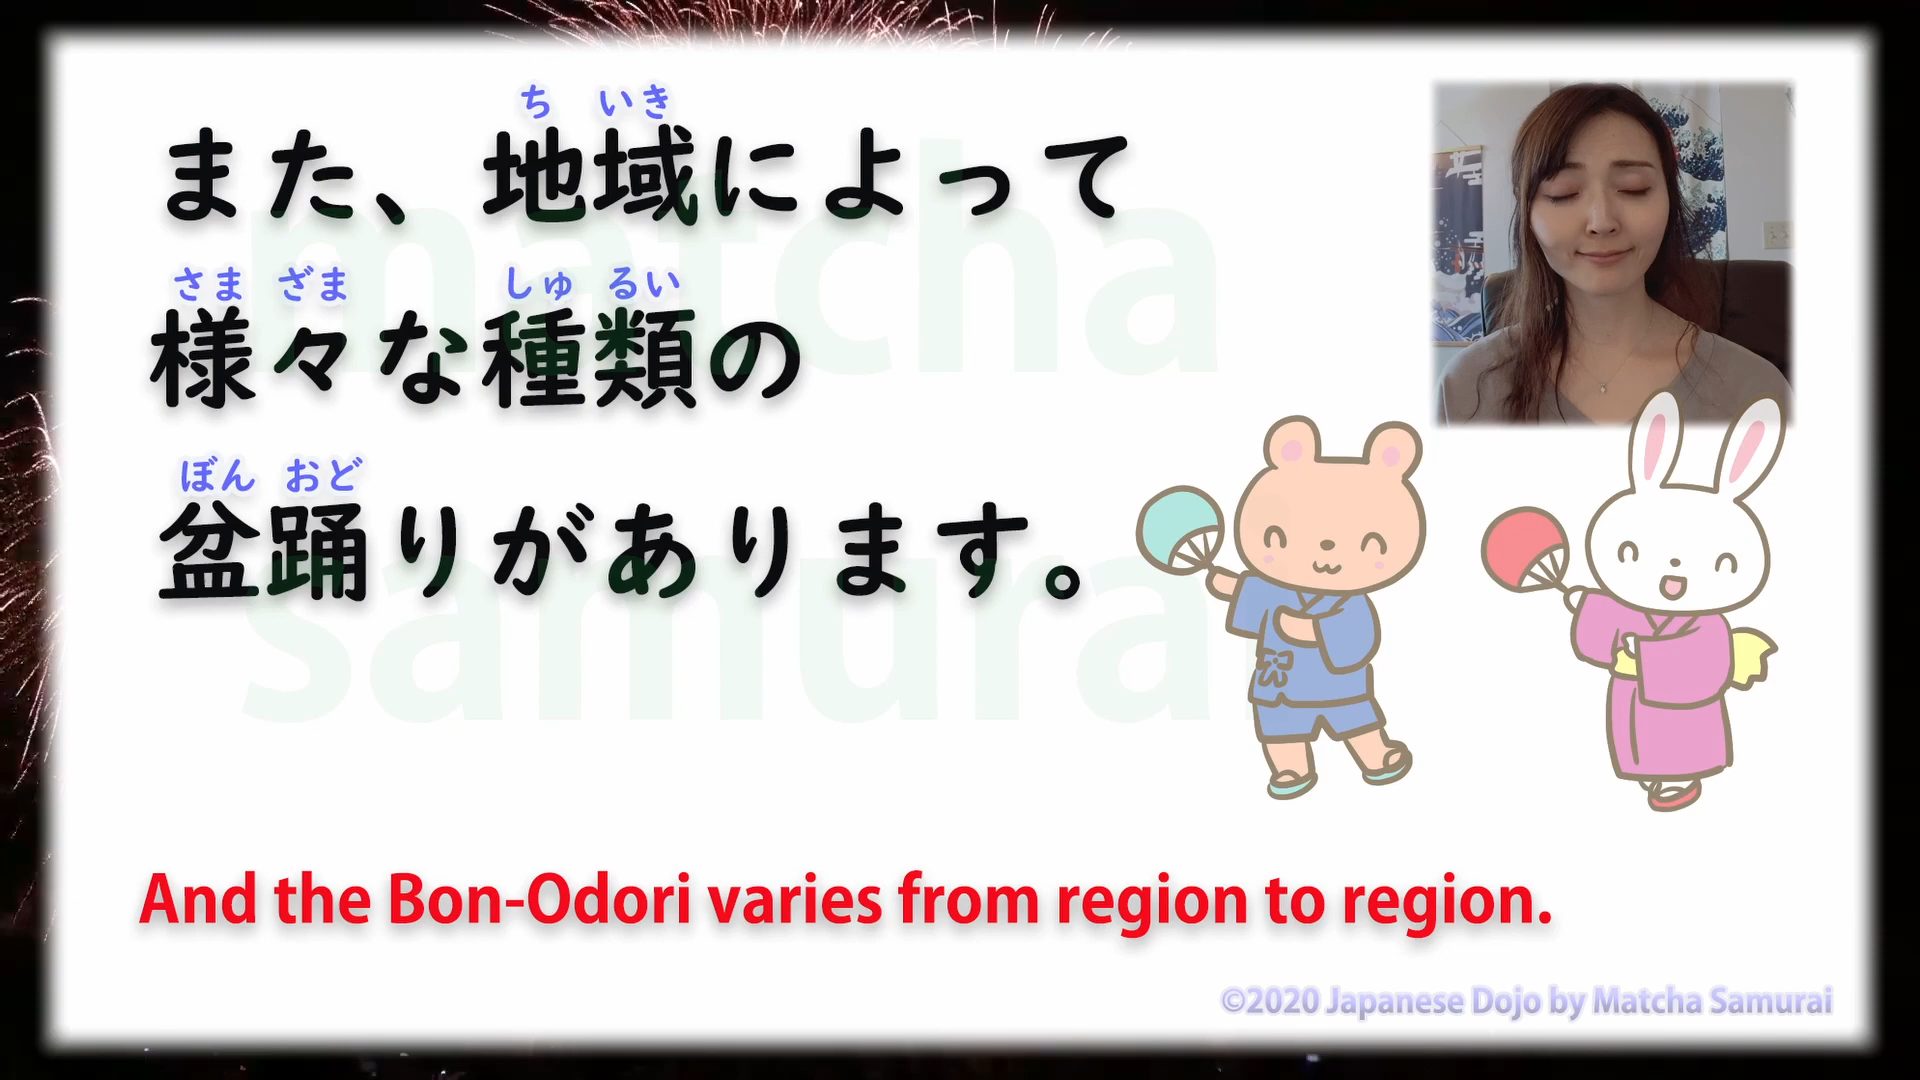 ち いき
また、地域によって
さま ざま しゅ るい
様々な種類の
ぼん おど
盆踊りがあります。
matcha
samurai
And the Bon-Odori varies from region to region.
©2020 Japanese Dojo by Matcha Samurai